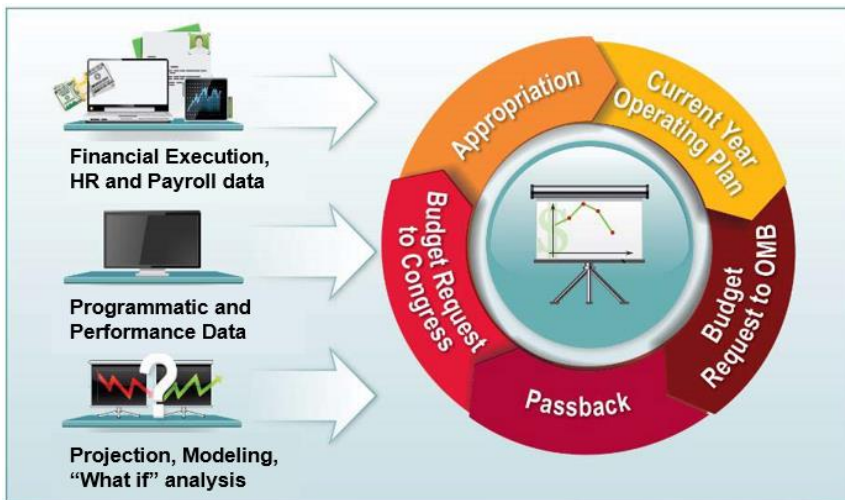 Financial Execution,
HR and Payroll data
Programmatic and
Performance Data
Projection, Modeling,
“What if” analysis
Appropriation
Current Year
Operating Plan
Budget
Request to OMB
Passback
Budget Request
to Congress
$
?